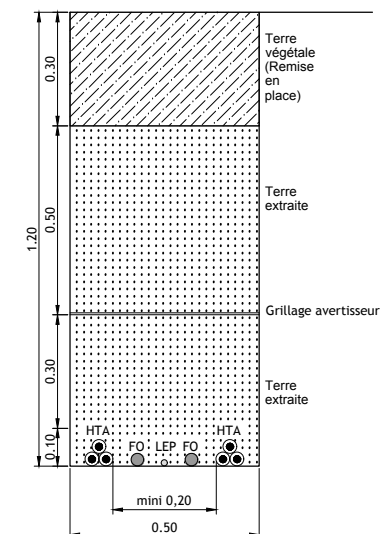 Terre
végétale
(Remise
en
place)
0.30
Terre
extraite
0.50
1.20
Grillage avertisseur
0.30
Terre
extraite
HTA
FO
LEP
FO
HTA
0.10
mini 0,20
0.50